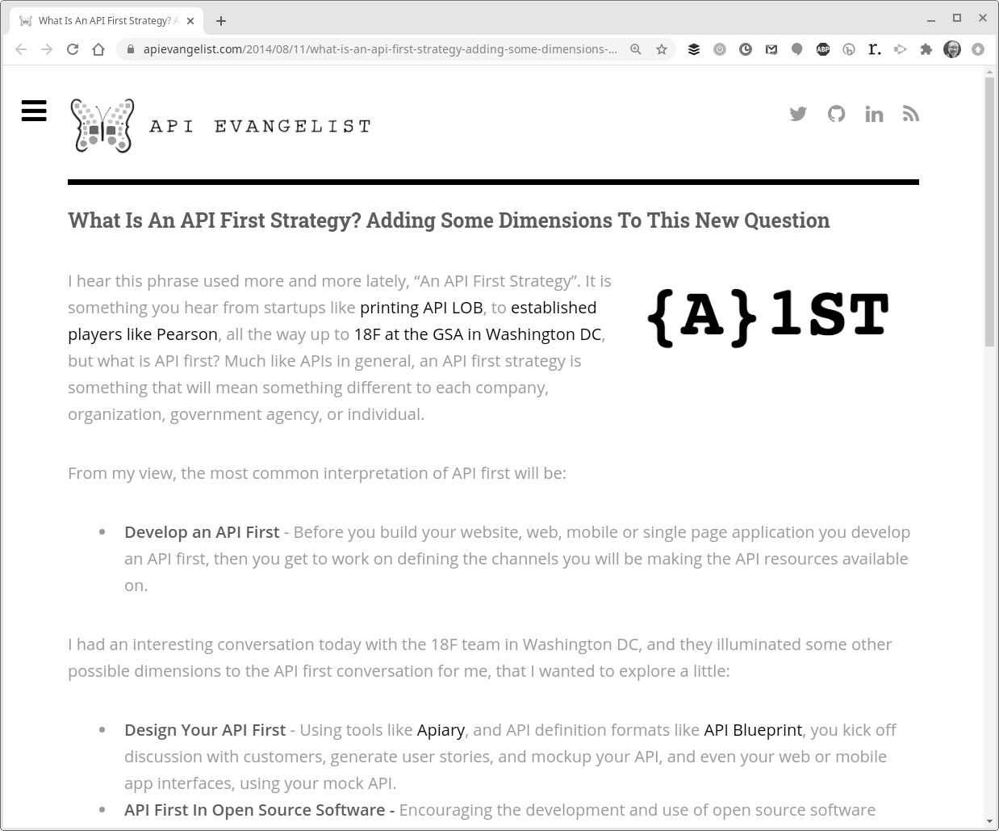 What Is An API First Strategy? A
apievangelist.com/2014/08/11/what-is-an-api-first-strategy-adding-some-dimensions-...
ABP
r.
API EVANGELIST
in
What Is An API First Strategy? Adding Some Dimensions To This New Question
I hear this phrase used more and more lately, “An API First Strategy”. It is
something you hear from startups like printing API LOB, to established
players like Pearson, all the way up to 18F at the GSA in Washington DC,
but what is API first? Much like APIs in general, an API first strategy is
something that will mean something different to each company,
organization, government agency, or individual.
{A}1ST
From my view, the most common interpretation of API first will be:
Develop an API First - Before you build your website, web, mobile or single page application you develop
an API first, then you get to work on defining the channels you will be making the API resources available
on.
I had an interesting conversation today with the 18F team in Washington DC, and they illuminated some other
possible dimensions to the API first conversation for me, that I wanted to explore a little:
Design Your API First - Using tools like Apiary, and API definition formats like API Blueprint, you kick off
discussion with customers, generate user stories, and mockup your API, and even your web or mobile
app interfaces, using your mock API.
API First In Open Source Software - Encouraging the development and use of open source software